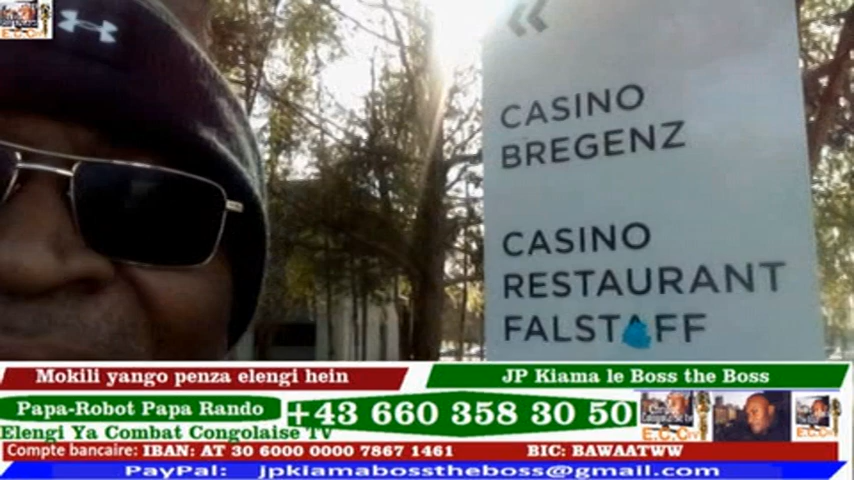 CASINO
BREGENZ
CASINO
RESTAURANT
FALSTAFF
Mokili yango penza elengi hein
JP Kiama le Boss the Boss
Papa-Robot Papa Rando
+43 660 358 30 50
Elengi Ya Combat Congolaise TV
Compte bancaire: IBAN: AT 30 6000 0000 7867 1461 BIC: BAWAATWW
PayPal: jpkiamabosstheboss@gmail.com